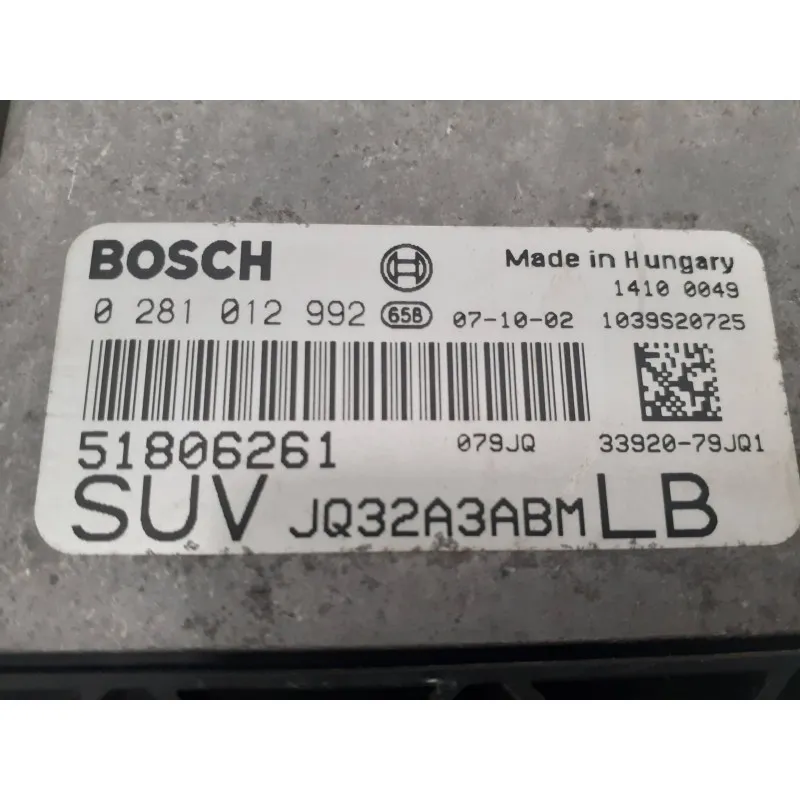 BOSCH Made in Hungary
1410 0049
0 281 012 992 65B 07-10-02 1039S20725
51806261 079JQ 33920-79JQ1
SUV JQ32A3ABM LB